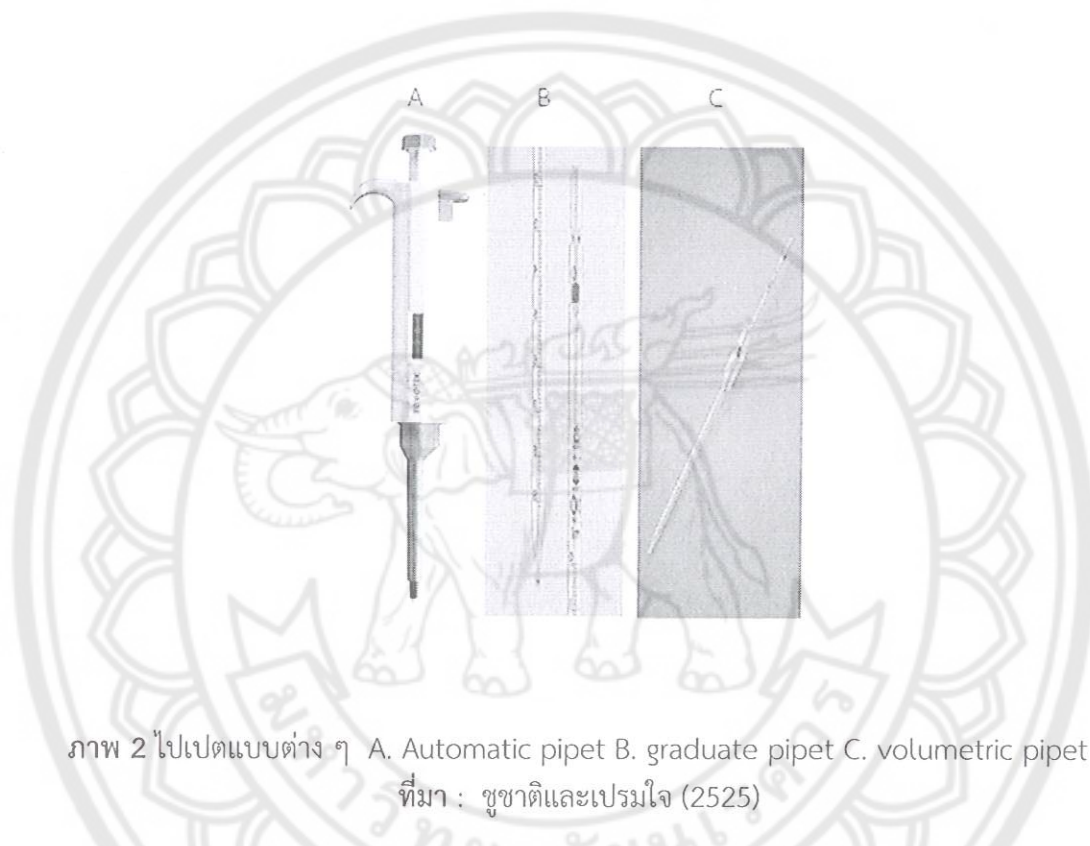 A B C
ภาพ 2 ไปเปตแบบต่าง ๆ A. Automatic pipet B. graduate pipet C. volumetric pipet
ที่มา : ชูชาติและเปรมใจ (2525)